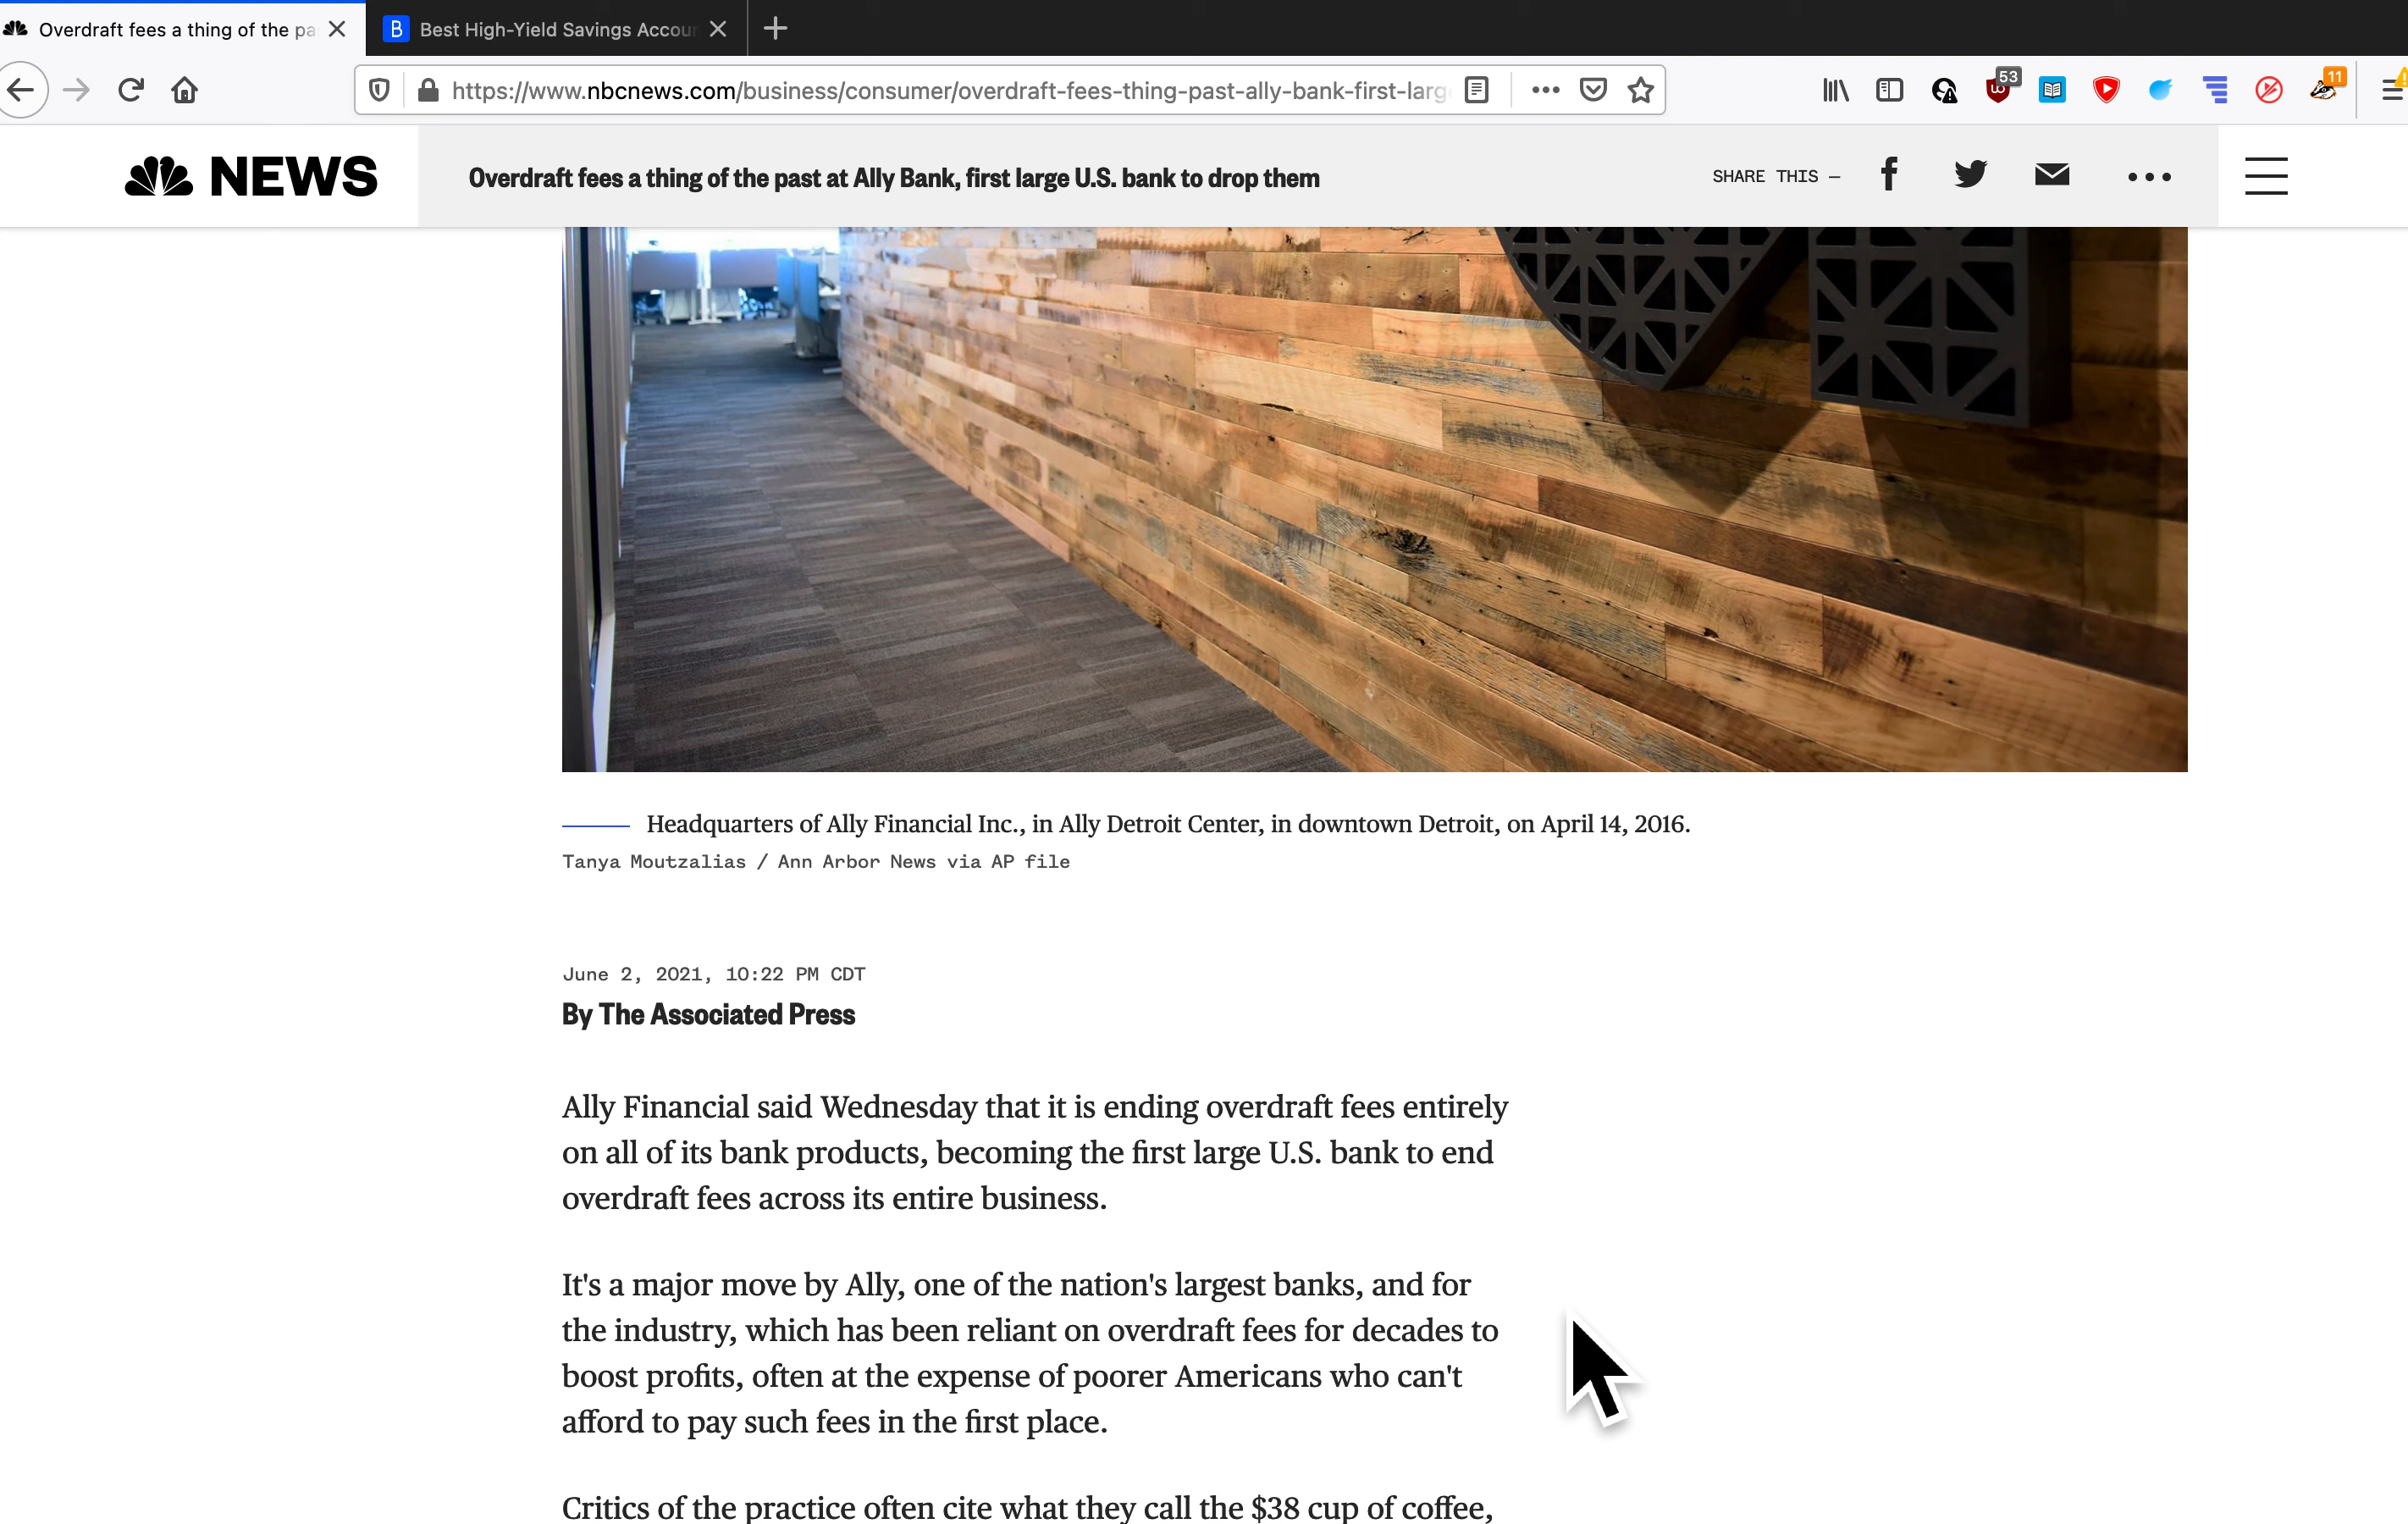 Overdraft fees a thing of the pa
B Best High-Yield Savings Accou
https://www.nbcnews.com/business/consumer/overdraft-fees-thing-past-ally-bank-first-larg
53
11
NEWS
Overdraft fees a thing of the past at Ally Bank, first large U.S. bank to drop them
SHARE THIS —
Headquarters of Ally Financial Inc., in Ally Detroit Center, in downtown Detroit, on April 14, 2016.
Tanya Moutzalias / Ann Arbor News via AP file
June 2, 2021, 10:22 PM CDT
By The Associated Press
Ally Financial said Wednesday that it is ending overdraft fees entirely
on all of its bank products, becoming the first large U.S. bank to end
overdraft fees across its entire business.
It's a major move by Ally, one of the nation's largest banks, and for
the industry, which has been reliant on overdraft fees for decades to
boost profits, often at the expense of poorer Americans who can't
afford to pay such fees in the first place.
Critics of the practice often cite what they call the $38 cup of coffee,